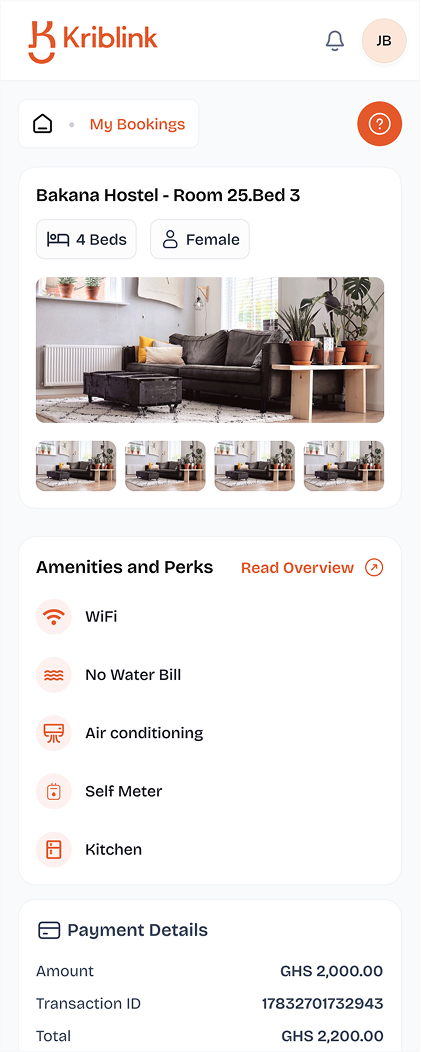 Kriblink
JB
My Bookings
Bakana Hostel - Room 25.Bed 3
4 Beds
Female
Amenities and Perks
Read Overview
WiFi
No Water Bill
Air conditioning
Self Meter
Kitchen
Payment Details
Amount GHS 2,000.00
Transaction ID 17832701732943
Total GHS 2,200.00